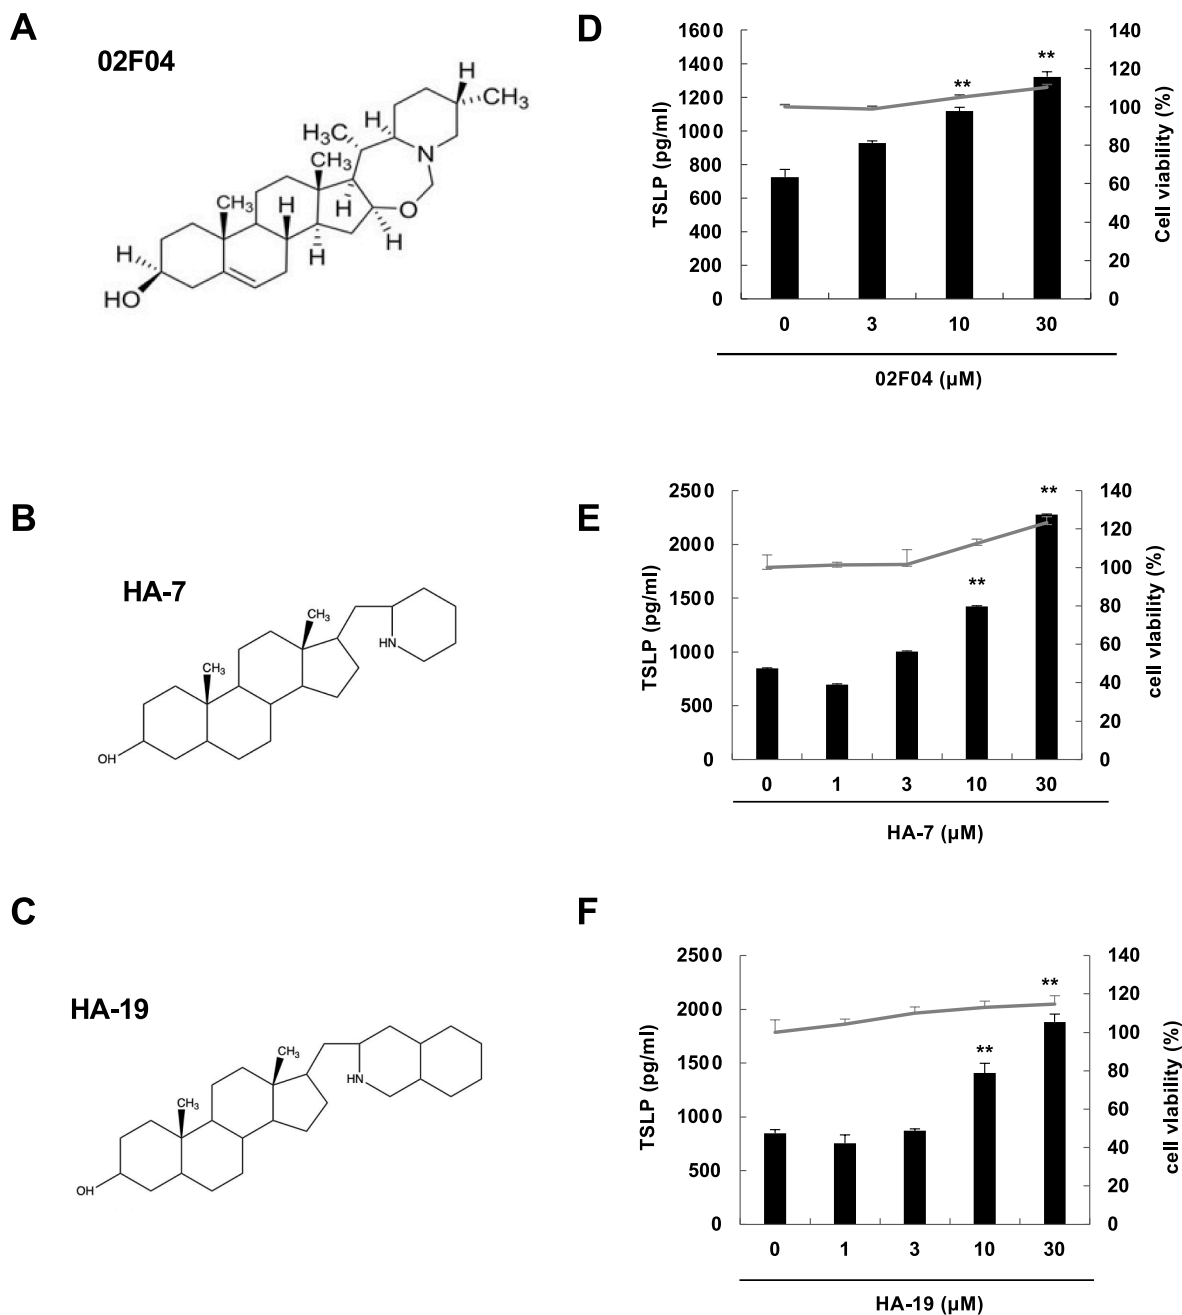 A
02F04
H
CH3
H3C
H
N
CH3
CH3
H
H
O
H
H
H
HO
D
1600
1400
1200
1000
800
600
400
200
0
TSLP (pg/ml)
**
**
140
120
100
80
60
40
20
0
Cell viability (%)
0 3 10 30
02F04 (µM)
B
HA-7
CH3
HN
CH3
OH
E
2500
2000
1500
1000
500
0
TSLP (pg/ml)
**
**
140
120
100
80
60
40
20
0
cell vlability (%)
0 1 3 10 30
HA-7 (µM)
C
HA-19
CH3
HN
CH3
OH
F
2500
2000
1500
1000
500
0
TSLP (pg/ml)
**
**
140
120
100
80
60
40
20
0
cell viability (%)
0 1 3 10 30
HA-19 (µM)